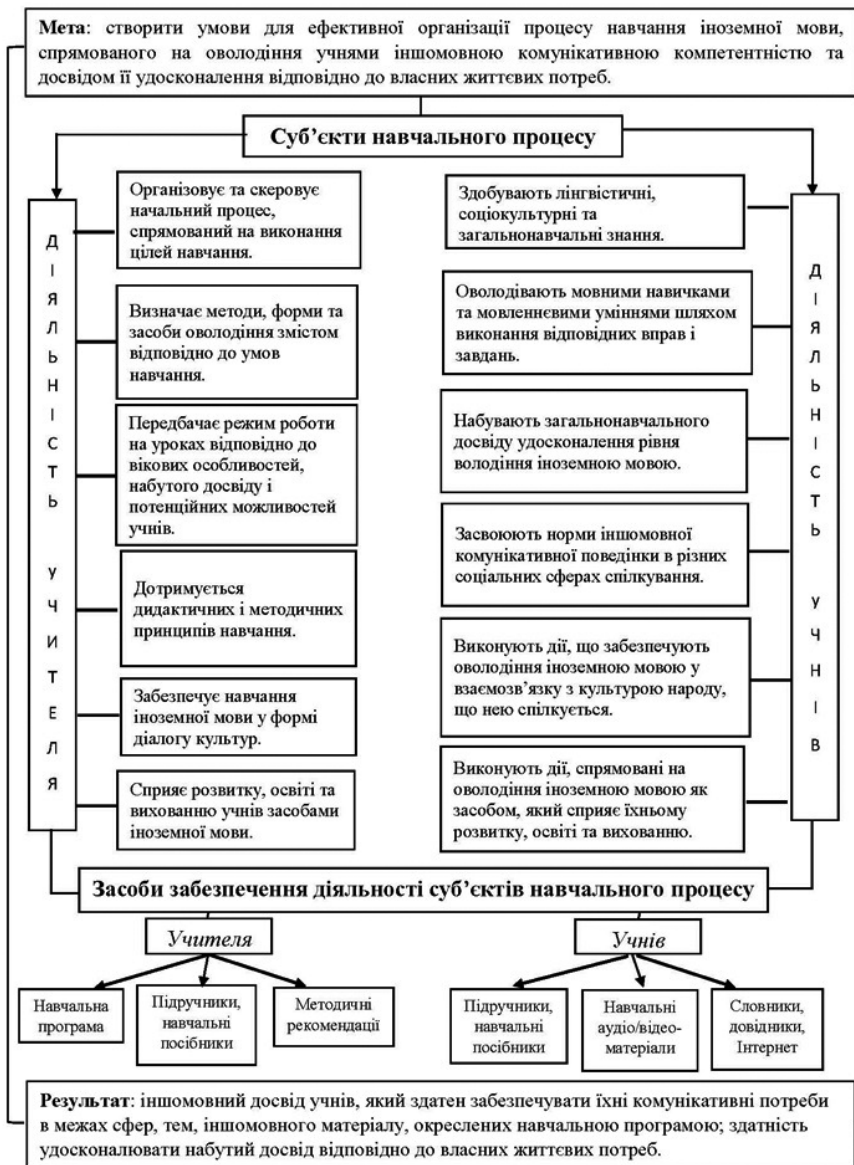 Мета: створити умови для ефективної організації процесу навчання іноземної мови,
спрямованого на оволодіння учнями іншомовною комунікативною компетентністю та
досвідом її удосконалення відповідно до власних життєвих потреб.
Суб’єкти навчального процесу
ДІЯЛЬНІСТЬ УЧИТЕЛЯ
Організовує та скеровує
начальний процес,
спрямований на виконання
цілей навчання.
Визначає методи, форми та
засоби оволодіння змістом
відповідно до умов
навчання.
Передбачає режим роботи
на уроках відповідно до
вікових особливостей,
набутого досвіду і
потенційних можливостей
учнів.
Дотримується
дидактичних і методичних
принципів навчання.
Забезпечує навчання
іноземної мови у формі
діалогу культур.
Сприяє розвитку, освіті та
вихованню учнів засобами
іноземної мови.
Здобувають лінгвістичні,
соціокультурні та
загальнонавчальні знання.
Оволодівають мовними навичками
та мовленнєвими уміннями шляхом
виконання відповідних вправ і
завдань.
Набувають загальнонавчального
досвіду удосконалення рівня
володіння іноземною мовою.
Засвоюють норми іншомовної
комунікативної поведінки в різних
соціальних сферах спілкування.
Виконують дії, що забезпечують
оволодіння іноземною мовою у
взаємозв’язку з культурою народу,
що нею спілкується.
Виконують дії, спрямовані на
оволодіння іноземною мовою як
засобом, який сприяє їхньому
розвитку, освіті та вихованню.
ДІЯЛЬНІСТЬ УЧНІВ
Засоби забезпечення діяльності суб’єктів навчального процесу
Учителя
Учнів
Навчальна
програма
Підручники,
навчальні
посібники
Методичні
рекомендації
Підручники,
навчальні
посібники
Навчальні
аудіо/відео-
матеріали
Словники,
довідники,
Інтернет
Результат: іншомовний досвід учнів, який здатен забезпечувати їхні комунікативні потреби
в межах сфер, тем, іншомовного матеріалу, окреслених навчальною програмою; здатність
удосконалювати набутий досвід відповідно до власних життєвих потреб.